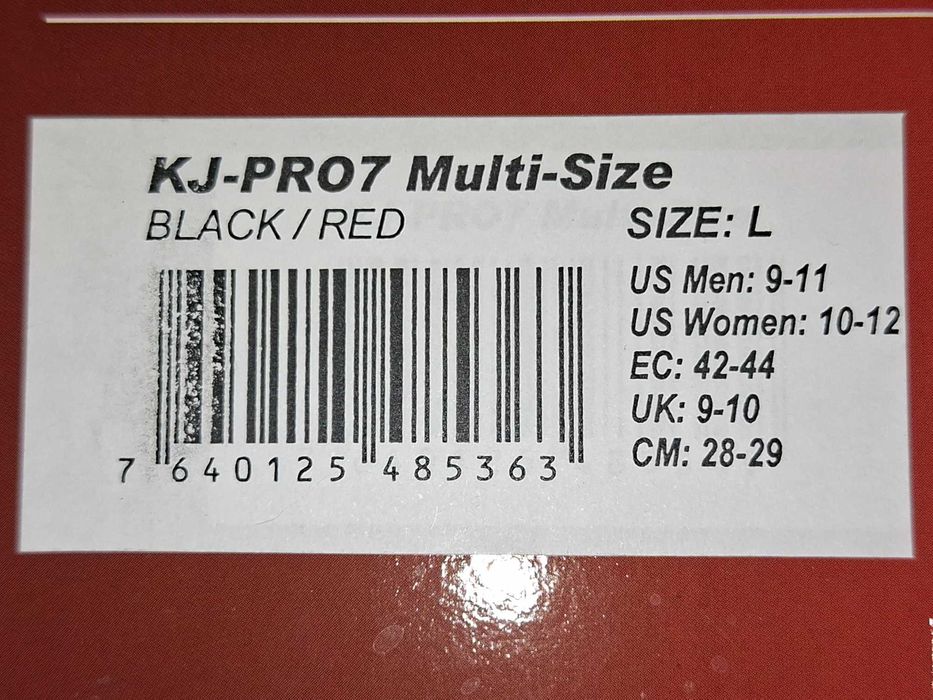 KJ-PRO7 Multi-Size
BLACK / RED
SIZE: L
US Men: 9-11
US Women: 10-12
EC: 42-44
UK: 9-10
CM: 28-29
7 640125 485363